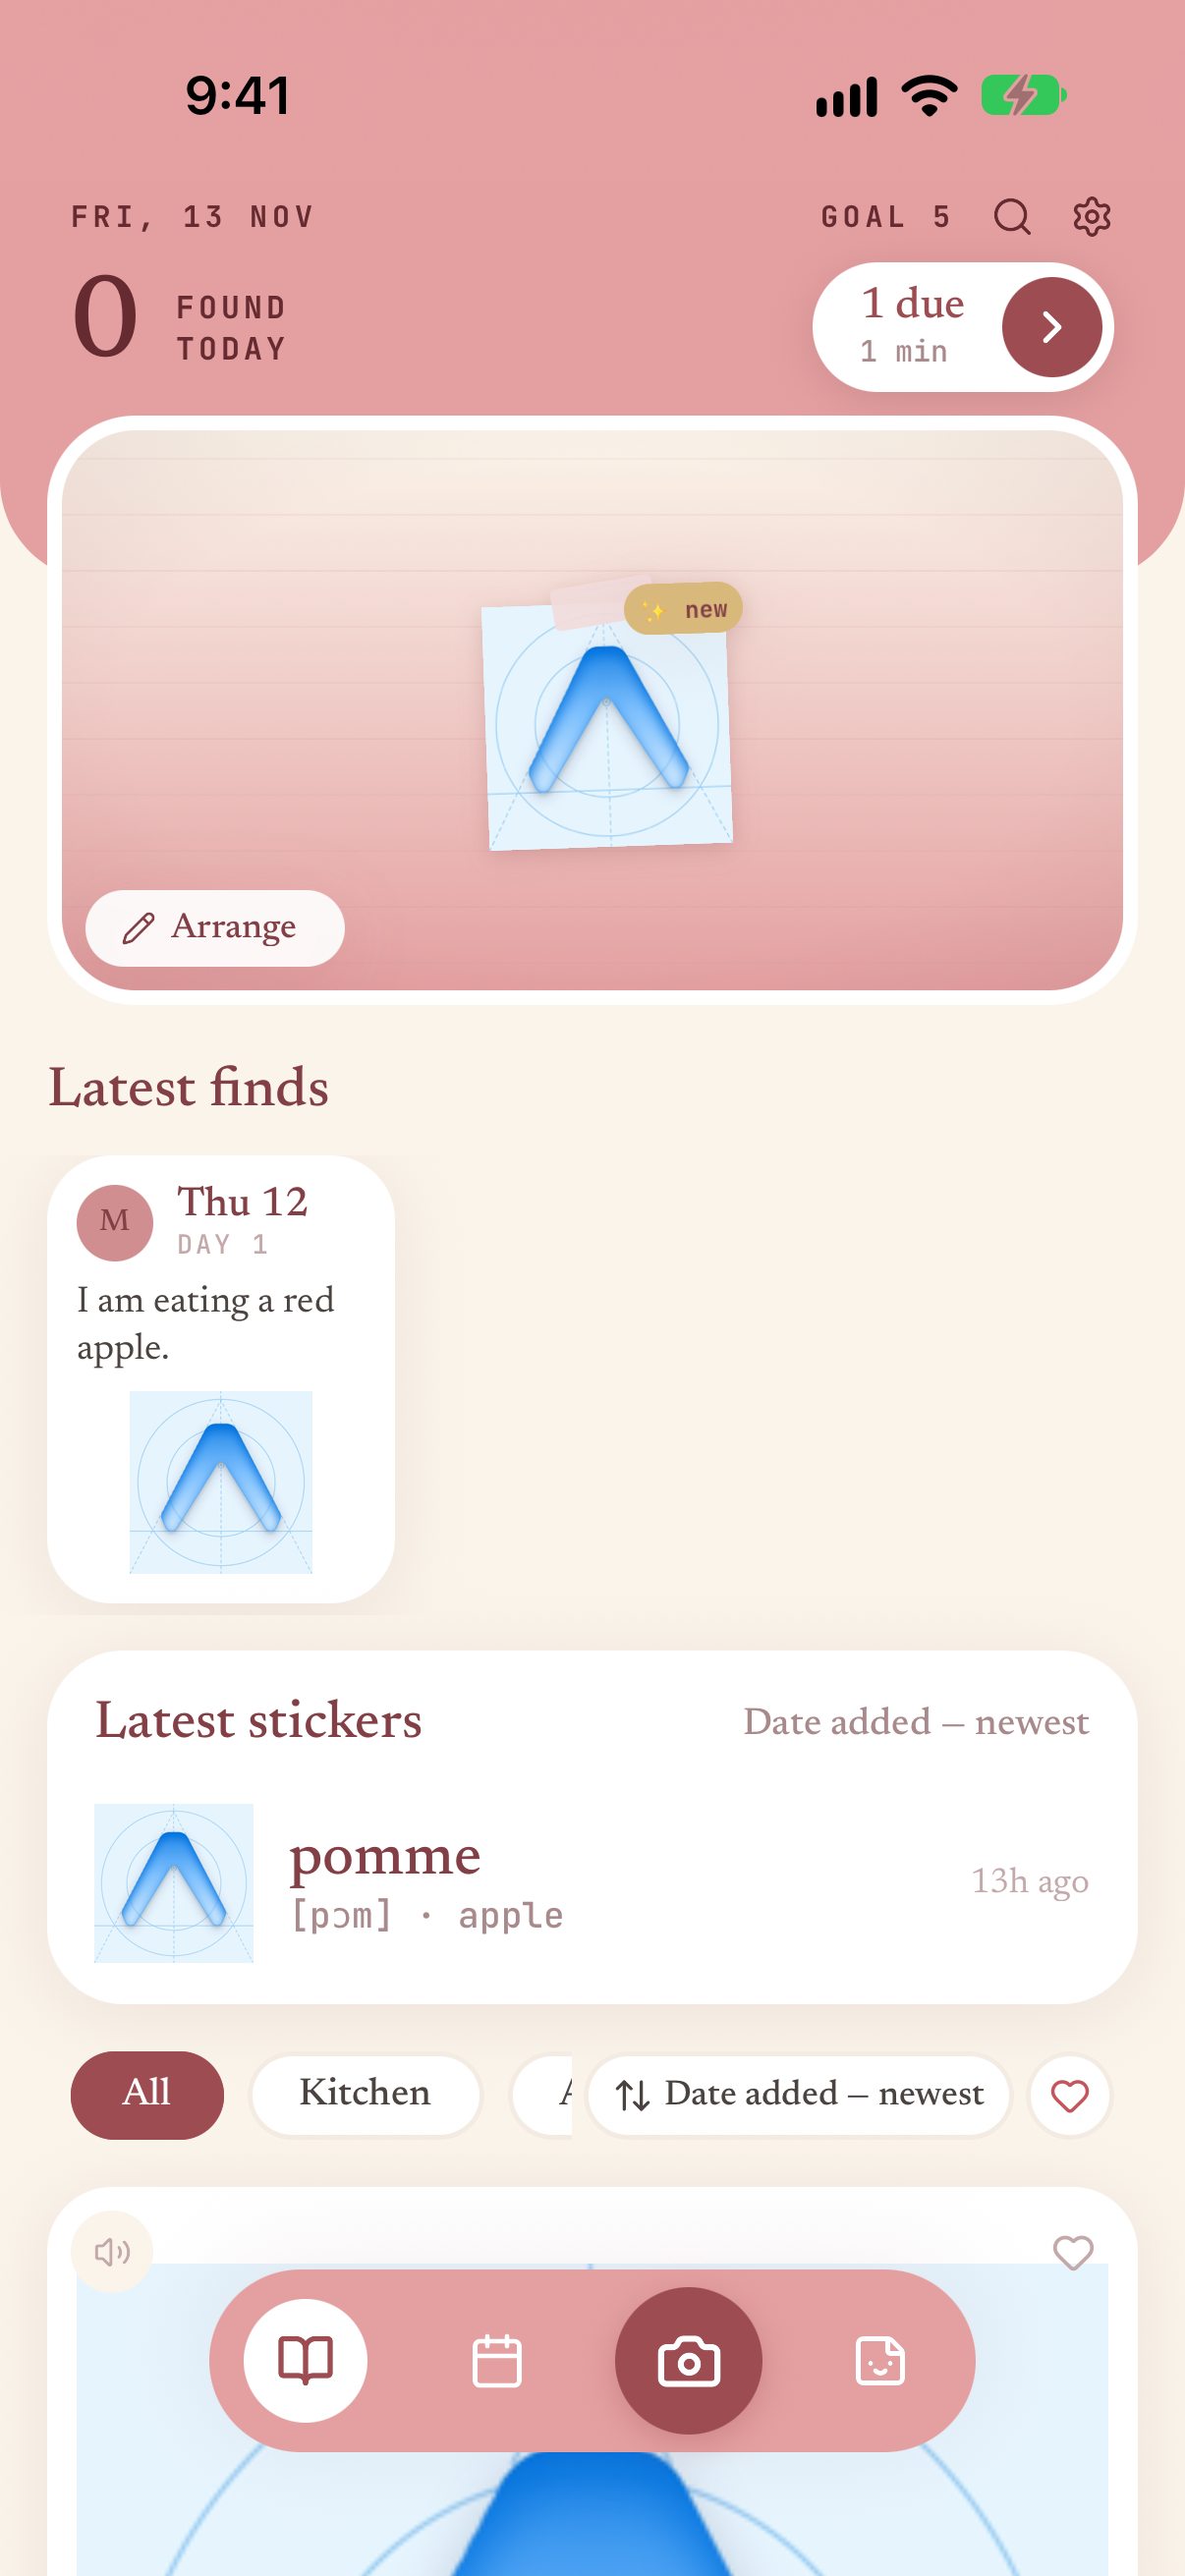 9:41
FRI, 13 NOV
GOAL 5
0 FOUND
TODAY
1 due
1 min
✨ new
Arrange
Latest finds
M
Thu 12
DAY 1
I am eating a red
apple.
Latest stickers
Date added – newest
pomme
[pɔm] · apple
13h ago
All
Kitchen
Date added – newest